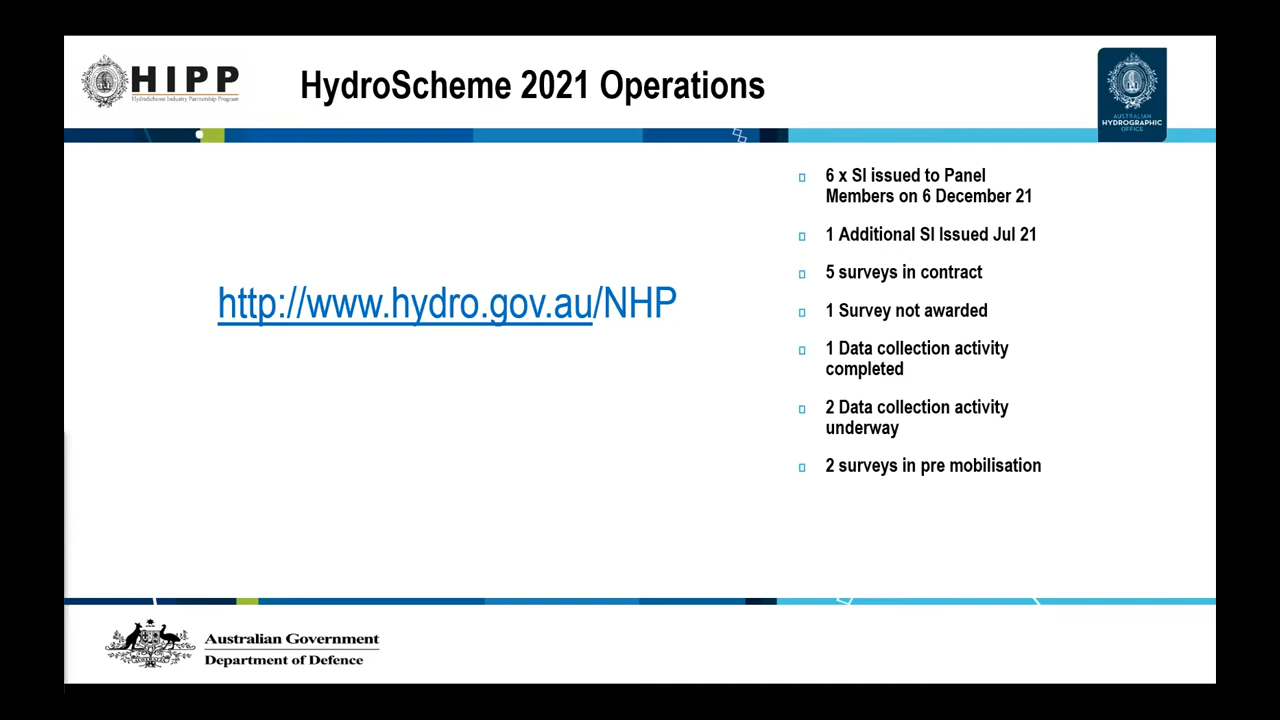 HIPP
HydroScheme Industry Partnership Program
HydroScheme 2021 Operations
AUSTRALIAN
HYDROGRAPHIC
OFFICE
http://www.hydro.gov.au/NHP
6 x SI issued to Panel
Members on 6 December 21
1 Additional SI Issued Jul 21
5 surveys in contract
1 Survey not awarded
1 Data collection activity
completed
2 Data collection activity
underway
2 surveys in pre mobilisation
Australian Government
Department of Defence